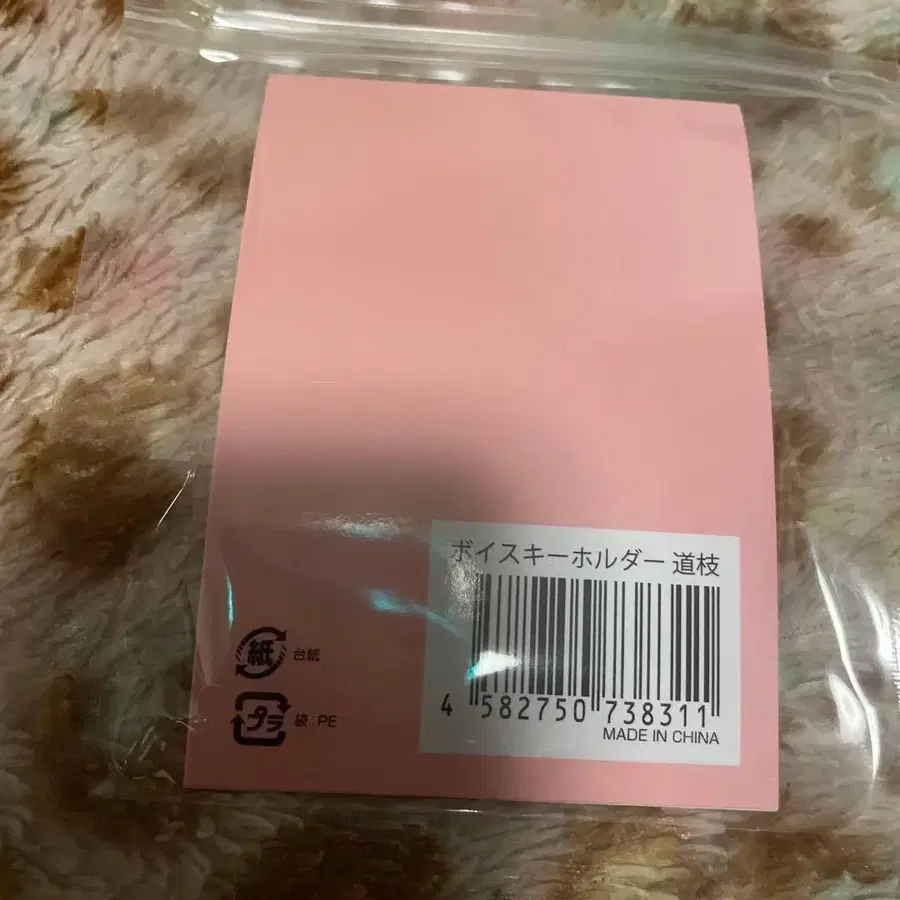 ボイスキーホルダー 道枝
4 582750 738311
MADE IN CHINA
紙 台紙
プラ 袋:PE